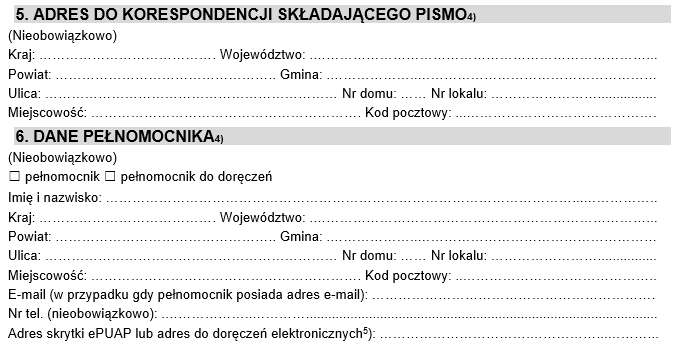 5. ADRES DO KORESPONDENCJI SKŁADAJĄCEGO PISMO4)
(Nieobowiązkowo)
Kraj: …………………………………. Województwo: ……………………………………………………………...
Powiat: …………………………………………. Gmina: …………………………………………………………
Ulica: ………………………………………………………. Nr domu: …… Nr lokalu: ……………………………............
Miejscowość: ……………………………………………… Kod pocztowy: ....……………………………….
6. DANE PEŁNOMOCNIKA4)
(Nieobowiązkowo)
☐ pełnomocnik ☐ pełnomocnik do doręczeń
Imię i nazwisko: ………………………………………………………………………………………...………..
Kraj: …………………………………. Województwo: ……………………………………………………………...
Powiat: …………………………………………. Gmina: …………………………………………………………
Ulica: ………………………………………………………. Nr domu: …… Nr lokalu: ……………………………............
Miejscowość: ……………………………………………… Kod pocztowy: ....……………………………….
E-mail (w przypadku gdy pełnomocnik posiada adres e-mail): ……………………………………………….
Nr tel. (nieobowiązkowo): ……………………………………………………………………………….............
Adres skrytki ePUAP lub adres do doręczeń elektronicznych5): ……………………………………..………...